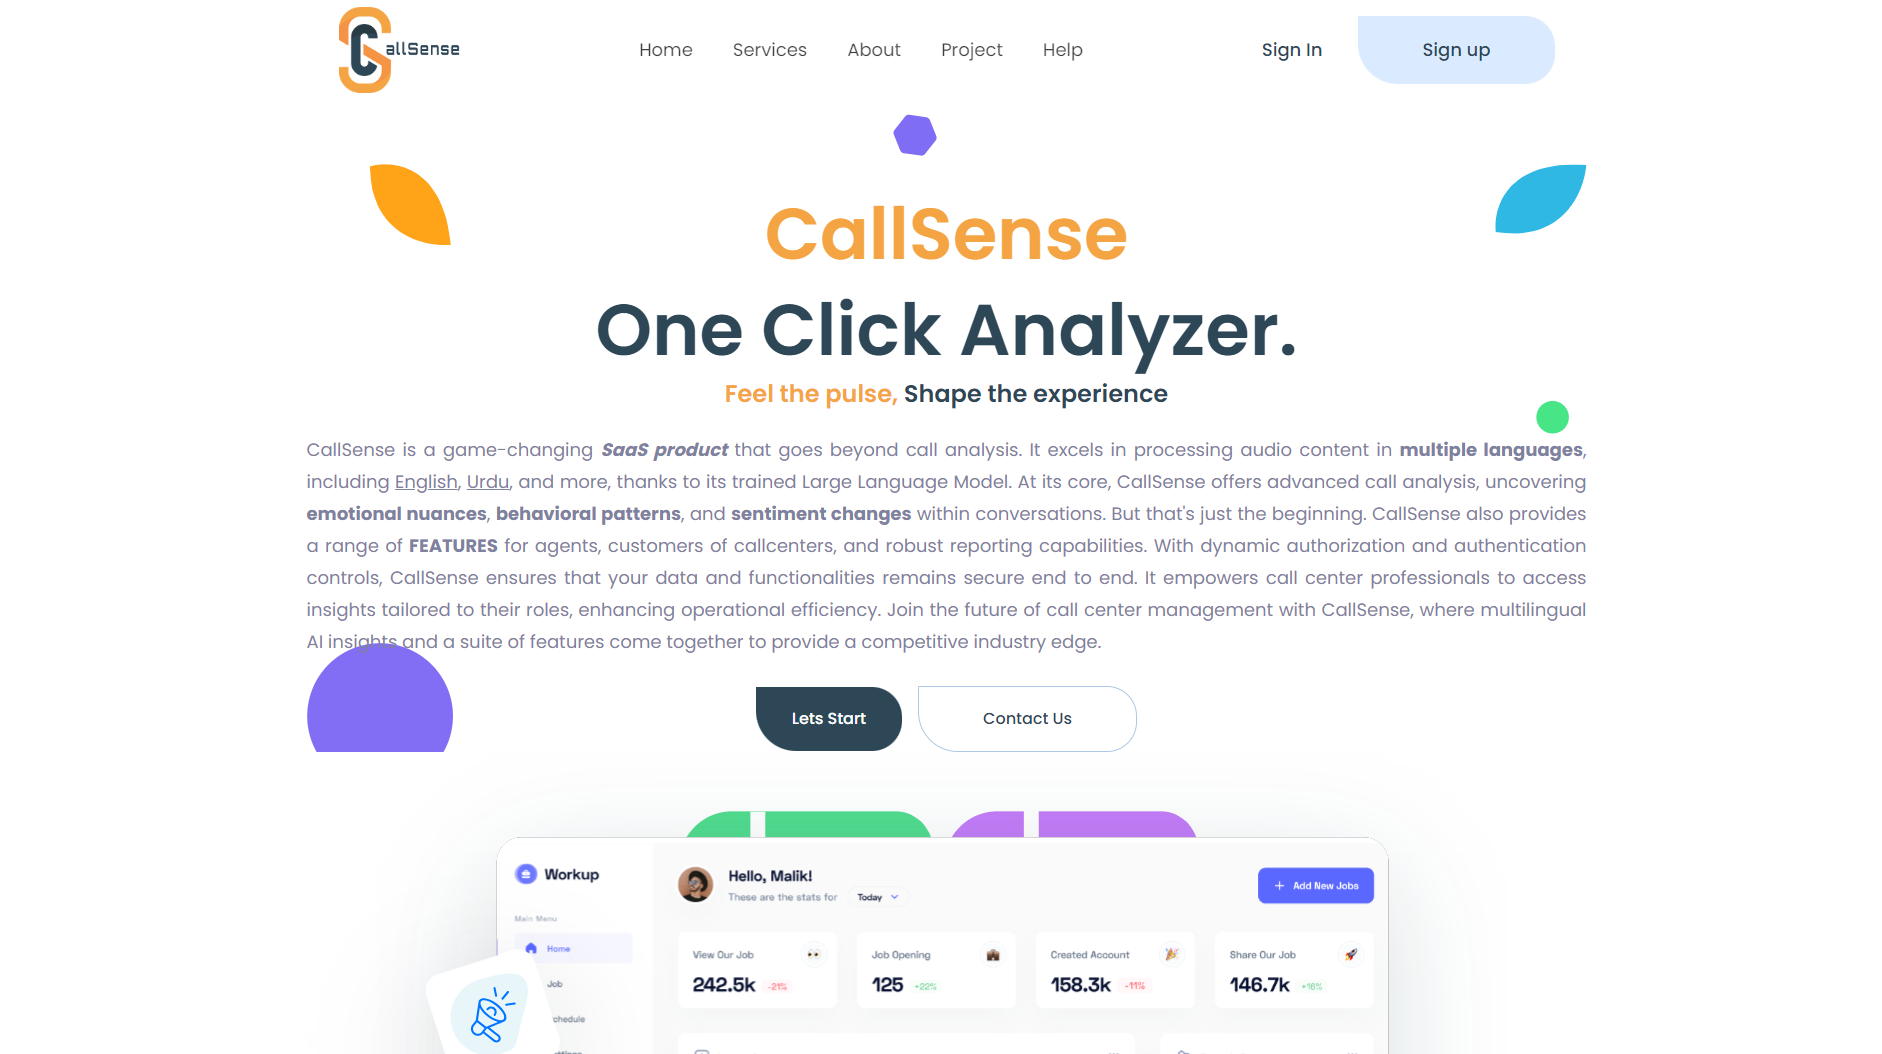 allSense
Home Services About Project Help Sign In Sign up
CallSense
One Click Analyzer.
Feel the pulse, Shape the experience
CallSense is a game-changing SaaS product that goes beyond call analysis. It excels in processing audio content in multiple languages,
including English, Urdu, and more, thanks to its trained Large Language Model. At its core, CallSense offers advanced call analysis, uncovering
emotional nuances, behavioral patterns, and sentiment changes within conversations. But that's just the beginning. CallSense also provides
a range of FEATURES for agents, customers of callcenters, and robust reporting capabilities. With dynamic authorization and authentication
controls, CallSense ensures that your data and functionalities remains secure end to end. It empowers call center professionals to access
insights tailored to their roles, enhancing operational efficiency. Join the future of call center management with CallSense, where multilingual
AI insights and a suite of features come together to provide a competitive industry edge.
Lets Start Contact Us
Workup
Hello, Malik!
These are the stats for Today
+ Add New Jobs
Main Menu
Home
Job
chedule
View Our Job
242.5k -21%
Job Opening
125 +22%
Created Account
158.3k -11%
Share Our Job
146.7k +16%